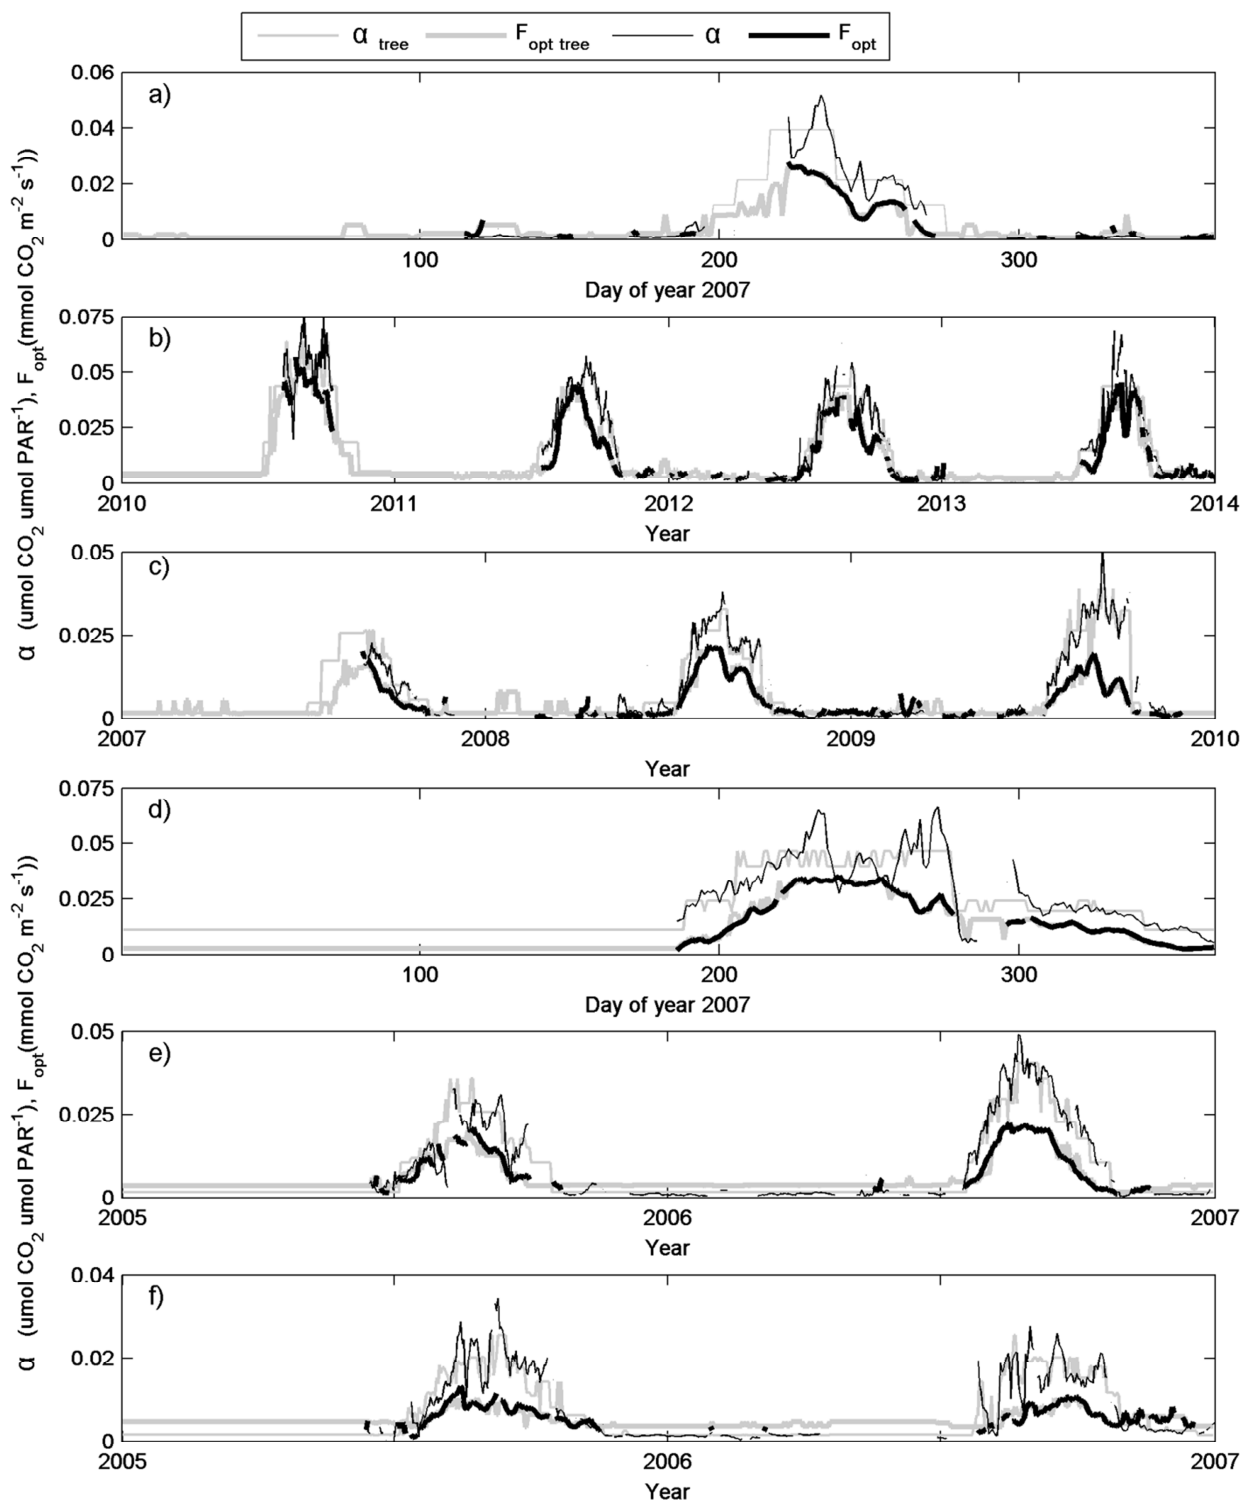 α tree F opt tree α F opt
α (umol CO2 umol PAR-1), Fopt(mmol CO2 m-2 s-1))
a)
0.06
0.04
0.02
0
100 200 300
Day of year 2007
b)
0.075
0.05
0.025
0
2010 2011 2012 2013 2014
Year
c)
0.05
0.025
0
2007 2008 2009 2010
Year
α (umol CO2 umol PAR-1), Fopt(mmol CO2 m-2 s-1))
d)
0.075
0.05
0.025
0
100 200 300
Day of year 2007
e)
0.05
0.025
0
2005 2006 2007
Year
f)
0.04
0.02
0
2005 2006 2007
Year